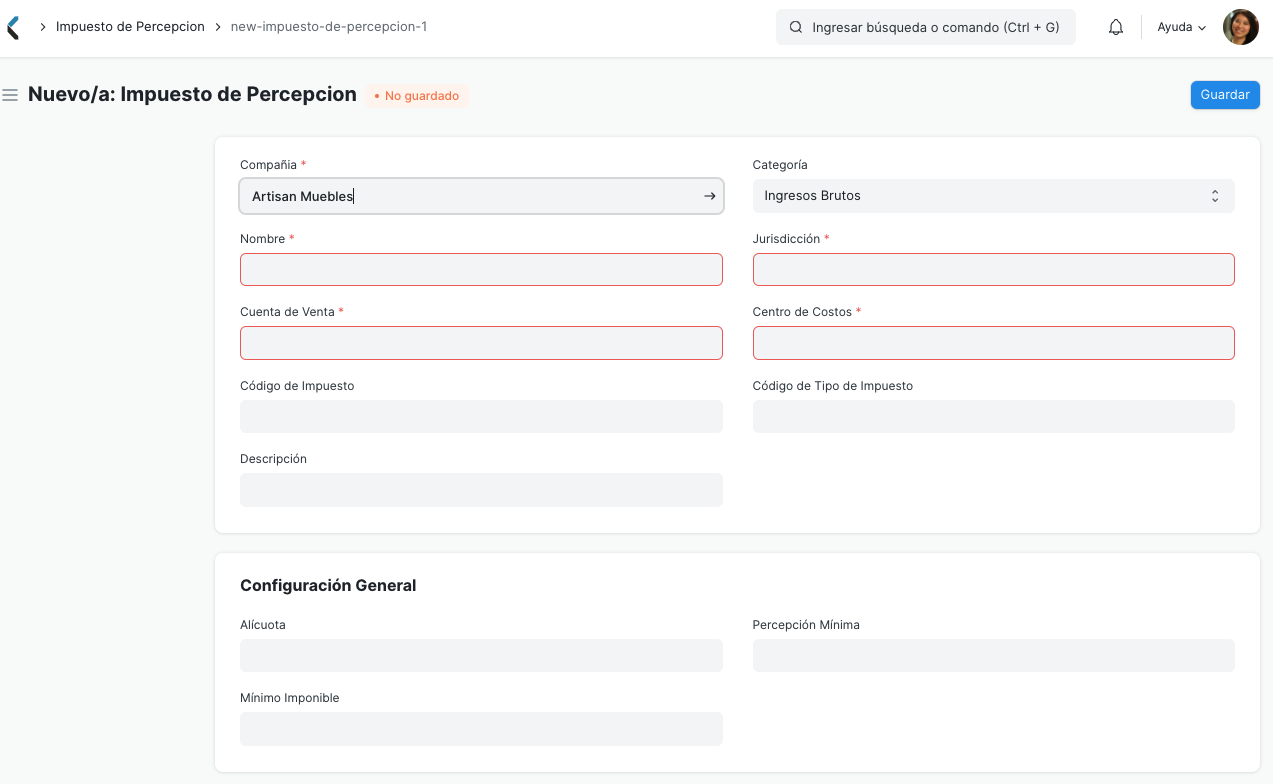 Impuesto de Percepcion
new-impuesto-de-percepcion-1
Ingresar búsqueda o comando (Ctrl + G)
Ayuda
Nuevo/a: Impuesto de Percepcion
No guardado
Guardar
Compañia *
Categoría
Artisan Muebles
Ingresos Brutos
Nombre *
Jurisdicción *
Cuenta de Venta *
Centro de Costos *
Código de Impuesto
Código de Tipo de Impuesto
Descripción
Configuración General
Alícuota
Percepción Mínima
Mínimo Imponible